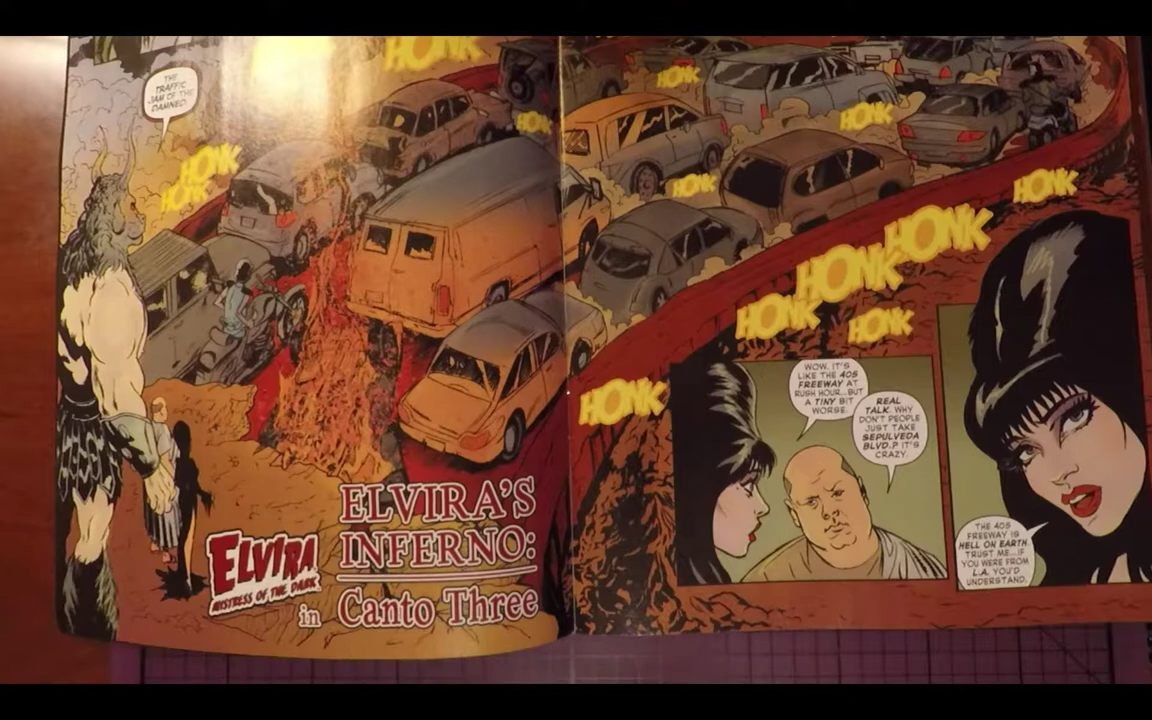 THE
TRAFFIC
JAM OF THE
DAMNED.
HONK
HONK
HONK
HONK
HONK
HONK
HONK
HONK
HONK
HONK
HONK
HONK
HONK
HONK
WOW. IT'S
LIKE THE 405
FREEWAY AT
RUSH HOUR...BUT
A TINY BIT
WORSE.
REAL
TALK. WHY
DON'T PEOPLE
JUST TAKE
SEPULVEDA
BLVD.? IT'S
CRAZY.
THE 405
FREEWAY IS
HELL ON EARTH
TRUST ME...IF
YOU WERE FROM
L.A. YOU'D
UNDERSTAND.
ELVIRA
MISTRESS OF THE DARK
in
ELVIRA'S
INFERNO:
Canto Three